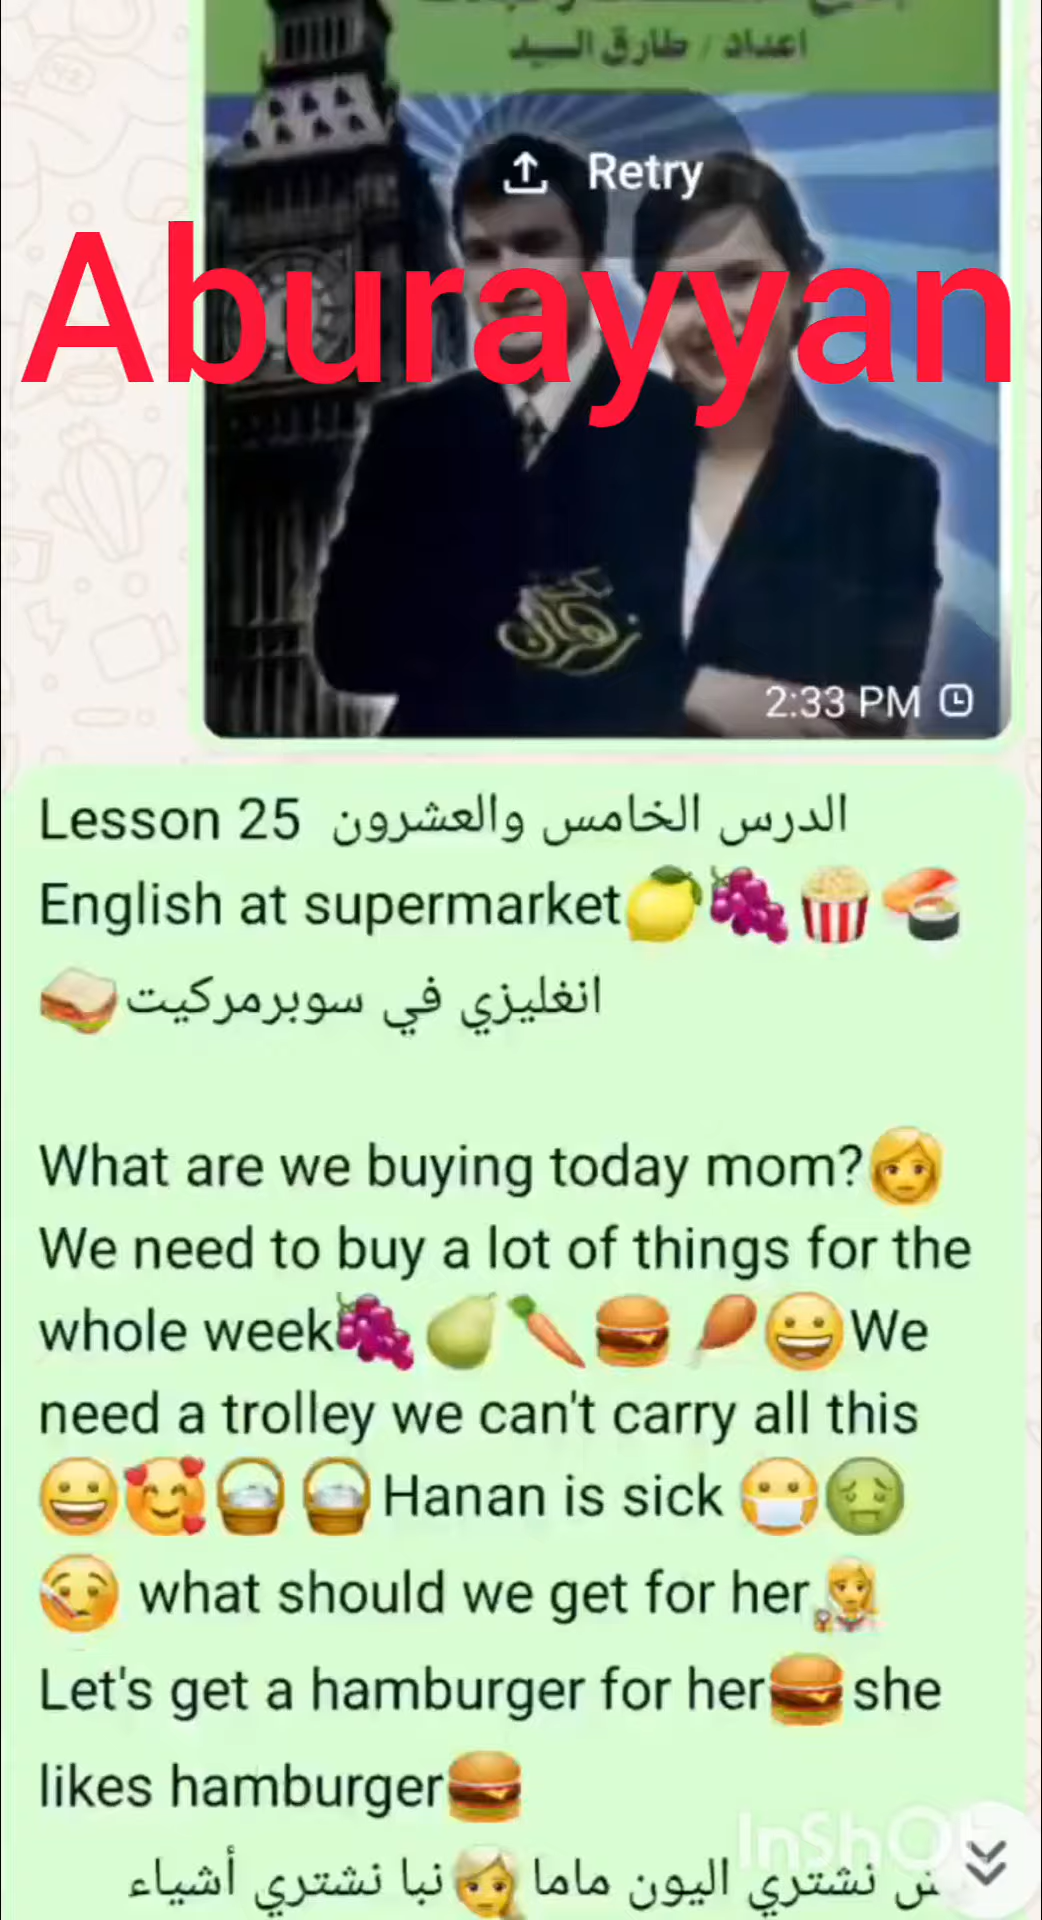 اعداد / طارق السيد
Retry
Aburayyan
زهران
2:33 PM
Lesson 25 الدرس الخامس والعشرون
English at supermarket🍋🍇🍿🍣
🥪انغليزي في سوبرمركيت
What are we buying today mom?👩
We need to buy a lot of things for the
whole week🍇🍐🥕🍔🍗😀We
need a trolley we can't carry all this
😀🥰🧺🧺Hanan is sick 😷🤢
🤒 what should we get for her👩‍⚕️
Let's get a hamburger for her🍔she
likes hamburger🍔
نشتري اليون ماما👩نبا نشتري أشياء
InShOt